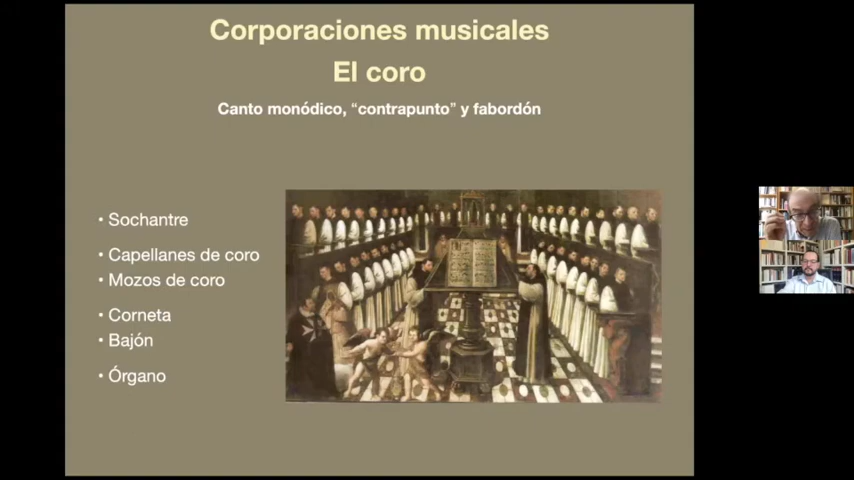 Corporaciones musicales
El coro
Canto monódico, “contrapunto” y fabordón
• Sochantre
• Capellanes de coro
• Mozos de coro
• Corneta
• Bajón
• Órgano